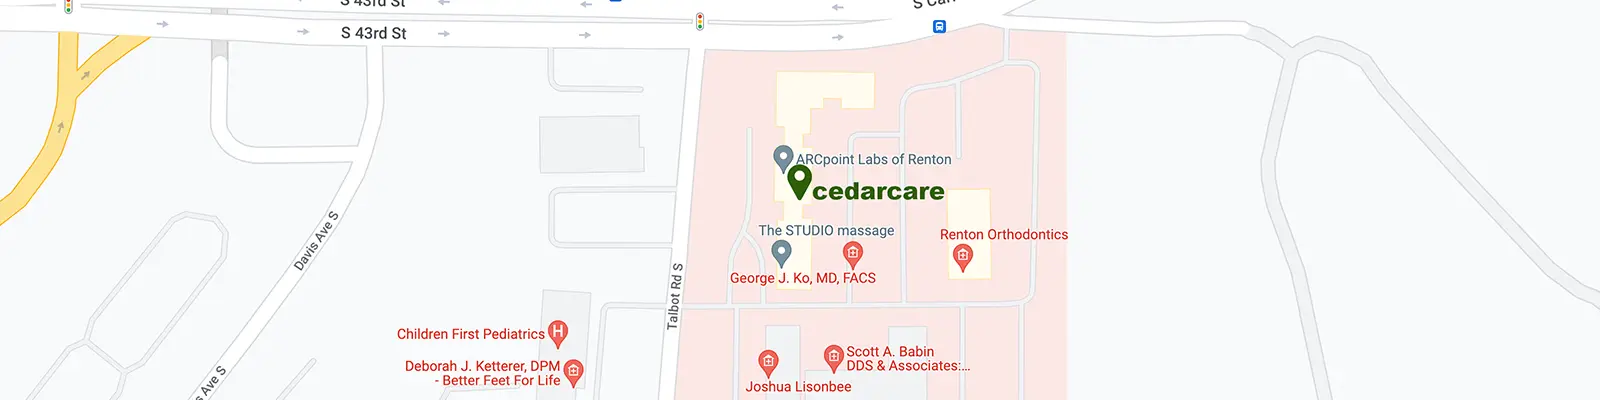 S 43rd St
S 43rd St
ARCpoint Labs of Renton
cedarcare
The STUDIO massage
Renton Orthodontics
George J. Ko, MD, FACS
Davis Ave S
Talbot Rd S
Children First Pediatrics
Deborah J. Ketterer, DPM
- Better Feet For Life
Scott A. Babin
DDS & Associates:...
Joshua Lisonbee
s Ave S
H